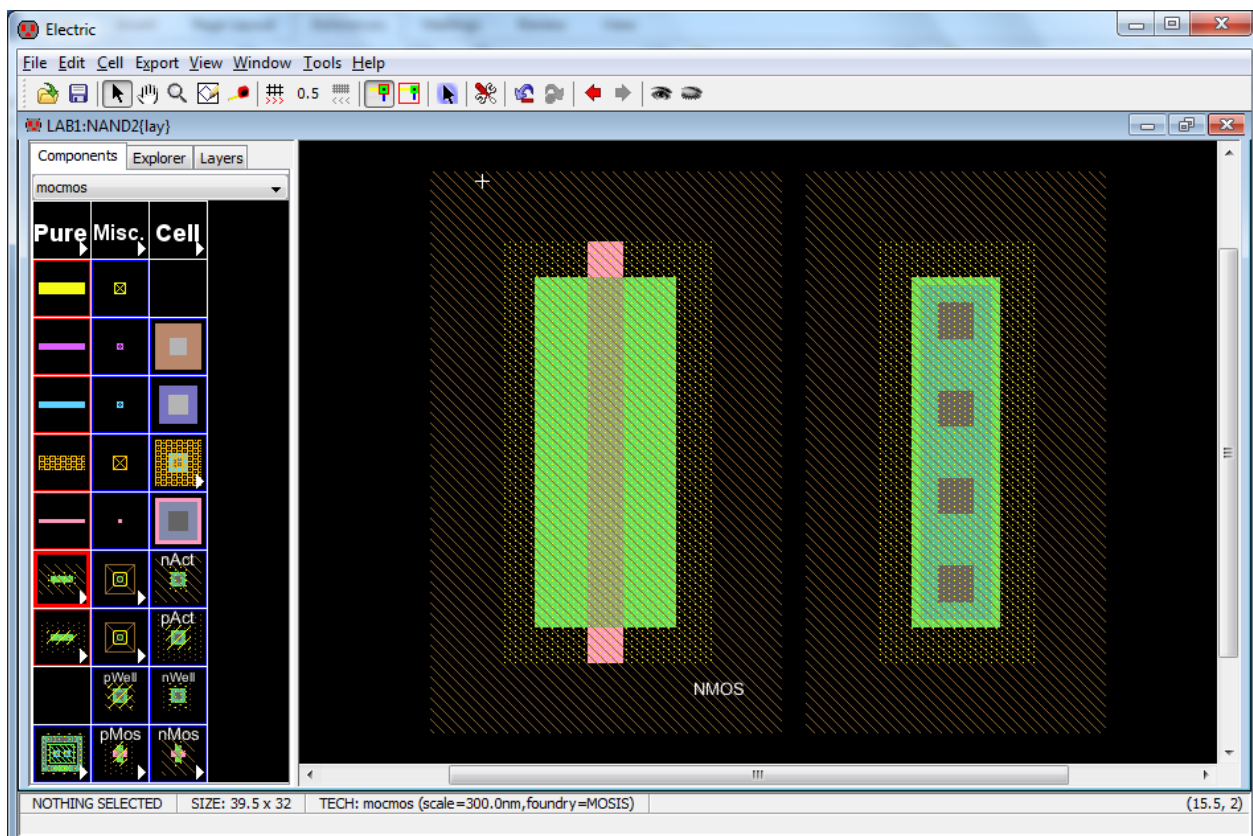 Electric
File Edit Cell Export View Window Tools Help
0.5
LAB1:NAND2{lay}
Components Explorer Layers
mocmos
Pure Misc. Cell
nAct
pAct
pWell nWell
pMos nMos
NMOS
NOTHING SELECTED SIZE: 39.5 x 32 TECH: mocmos (scale=300.0nm,foundry=MOSIS) (15.5, 2)